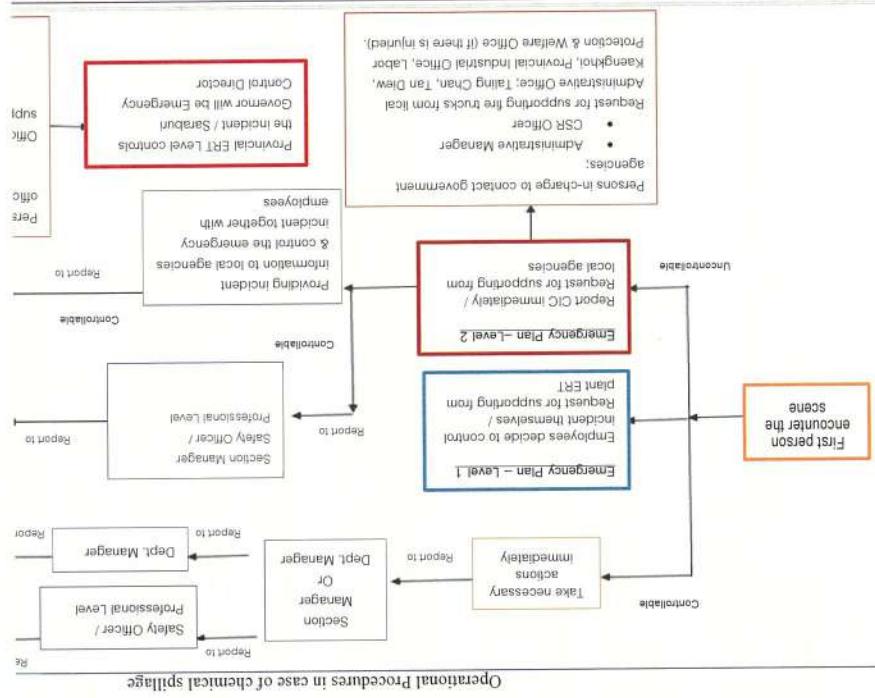 Operational Procedures in case of chemical spillage
Controllable
Take necessary
actions
immediately
Report to
Section
Manager
Or
Dept. Manager
Report to
Safety Officer /
Professional Level
Report to
Dept. Manager
First person
encounter the
scene
Emergency Plan – Level 1
Employees decide to control
incident themselves /
Request for supporting from
plant ERT
Report to
Section Manager
Safety Officer /
Professional Level
Report to
Controllable
Uncontrollable
Emergency Plan –Level 2
Report CIC immediately /
Request for supporting from
local agencies
Providing incident
information to local agencies
& control the emergency
incident together with
employees
Controllable
Report to
Persons in-charge to contact government
agencies;
• Administrative Manager
• CSR Officer
Request for supporting fire trucks from lical
Administrative Office; Taling Chan, Tan Diew,
Kaengkhoi, Provincial Industrial Office, Labor
Protection & Welfare Office (if there is injured).
Provincial ERT Level controls
the incident / Saraburi
Governor will be Emergency
Control Director